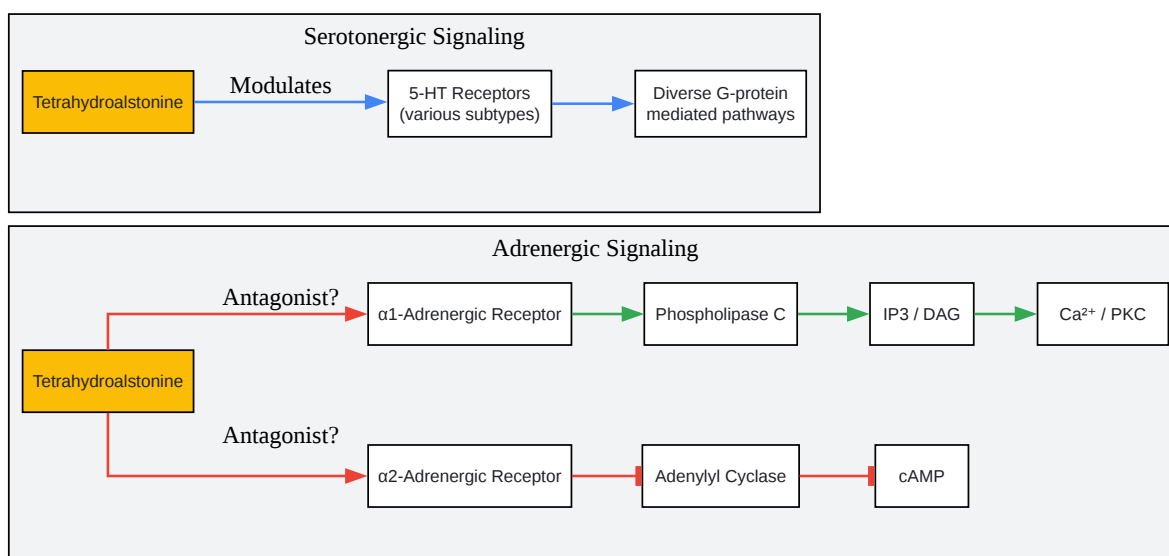 Serotonergic Signaling
Tetrahydroalstonine
Modulates
5-HT Receptors
(various subtypes)
Diverse G-protein
mediated pathways
Adrenergic Signaling
Tetrahydroalstonine
Antagonist?
α1-Adrenergic Receptor
Phospholipase C
IP3 / DAG
Ca²⁺ / PKC
Antagonist?
α2-Adrenergic Receptor
Adenylyl Cyclase
cAMP